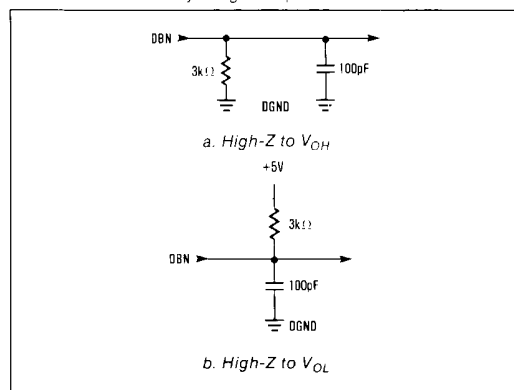 DBN
3kΩ
100pF
DGND
a. High-Z to VOH
+5V
3kΩ
DBN
100pF
DGND
b. High-Z to VOL